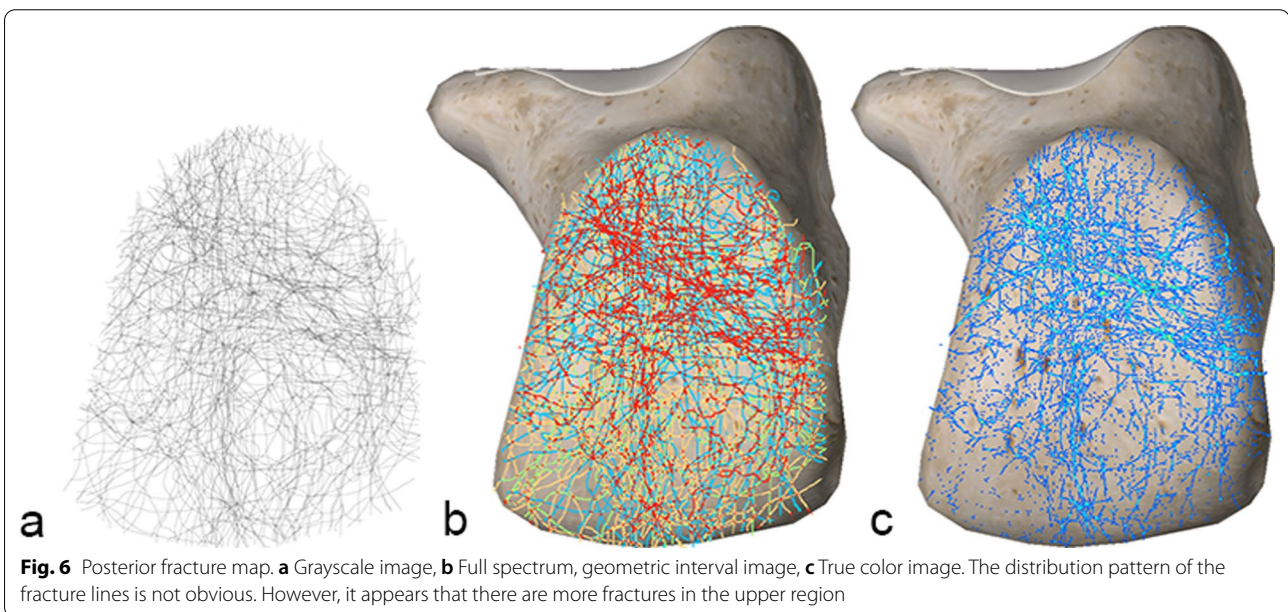 a
b
c
Fig. 6 Posterior fracture map. a Grayscale image, b Full spectrum, geometric interval image, c True color image. The distribution pattern of the
fracture lines is not obvious. However, it appears that there are more fractures in the upper region